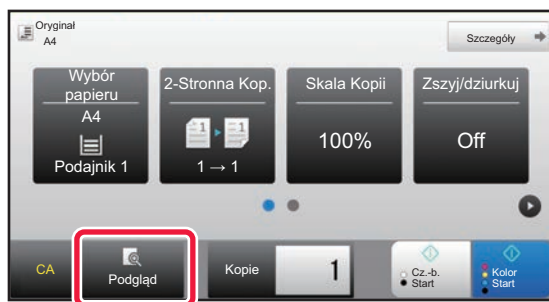 Oryginał
A4
Szczegóły
Wybór
papieru
A4
Podajnik 1
2-Stronna Kop.
1 → 1
Skala Kopii
100%
Zszyj/dziurkuj
Off
CA
Podgląd
Kopie
1
Cz.-b.
Start
Kolor
Start